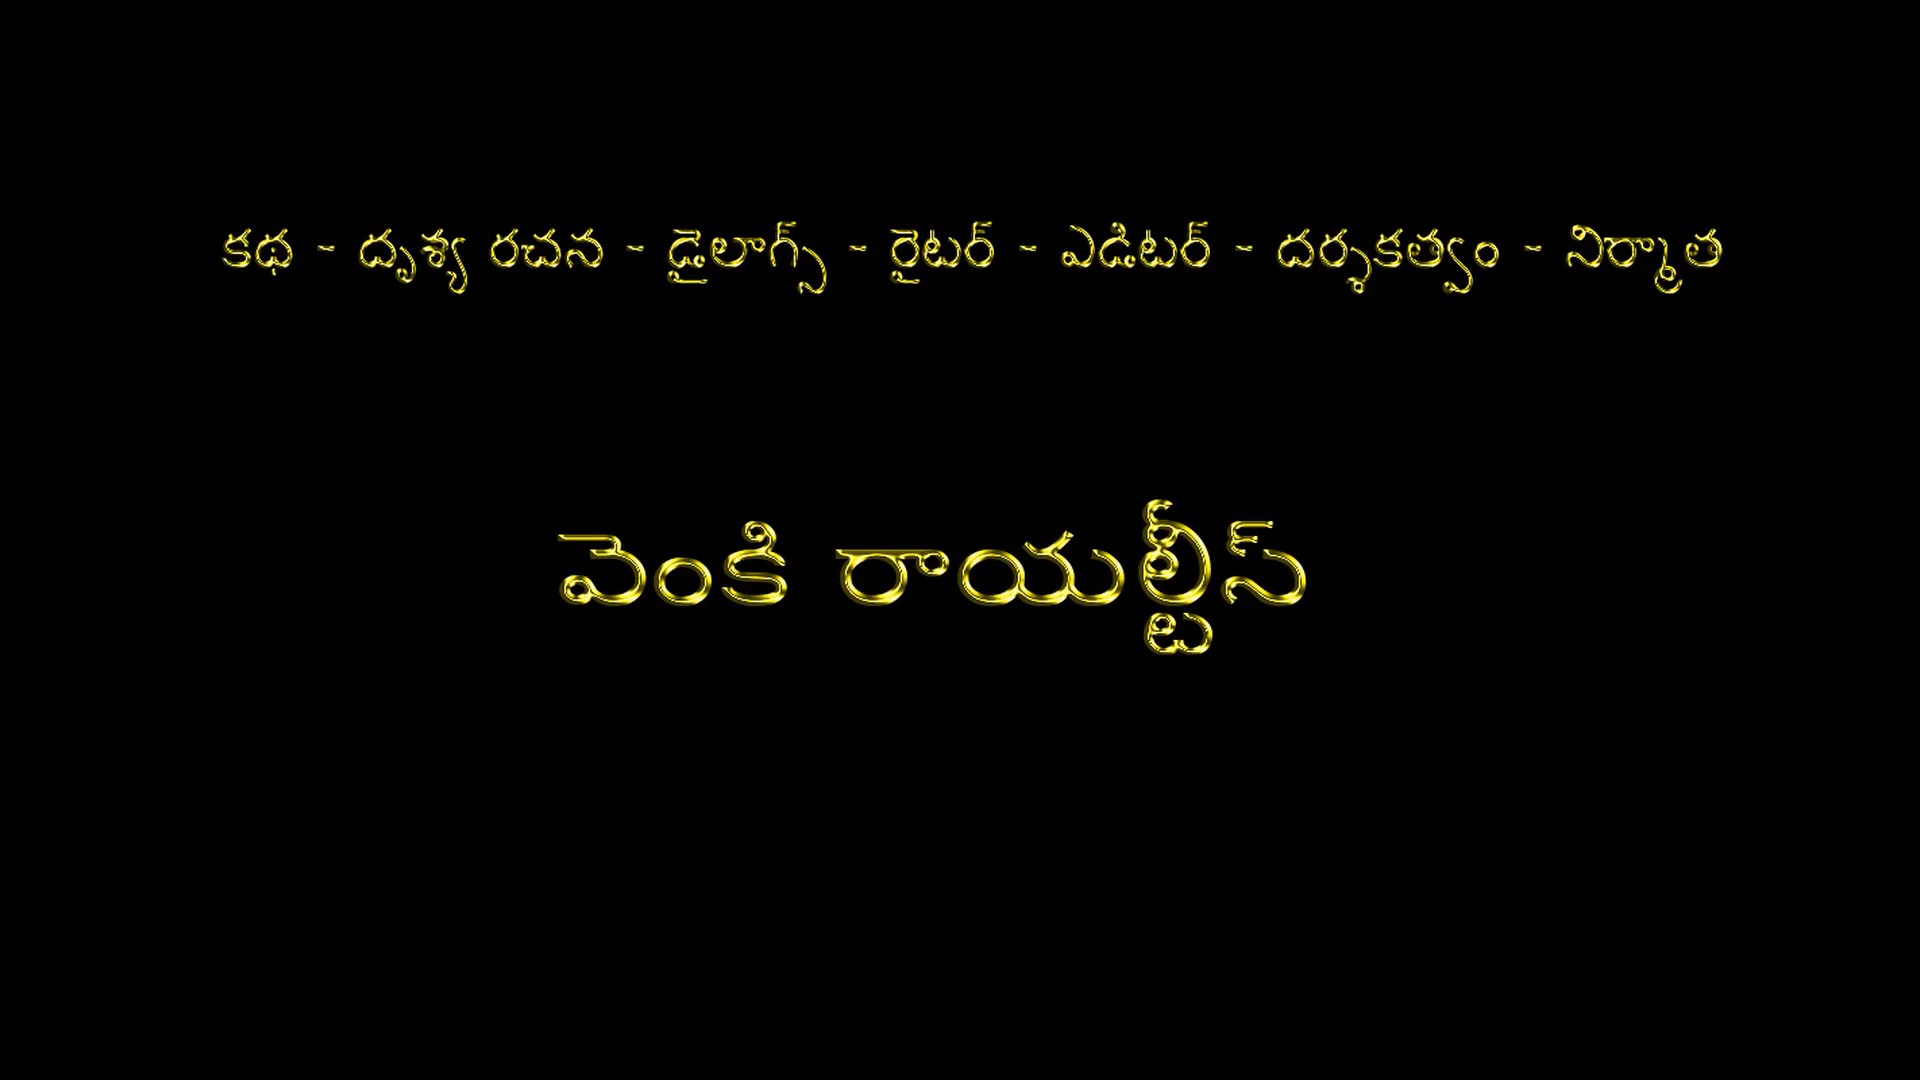 కథ - దృశ్య రచన - డైలాగ్స్ - రైటర్ - ఎడిటర్ - దర్శకత్వం - నిర్మాత
వెంకి రాయల్టీస్